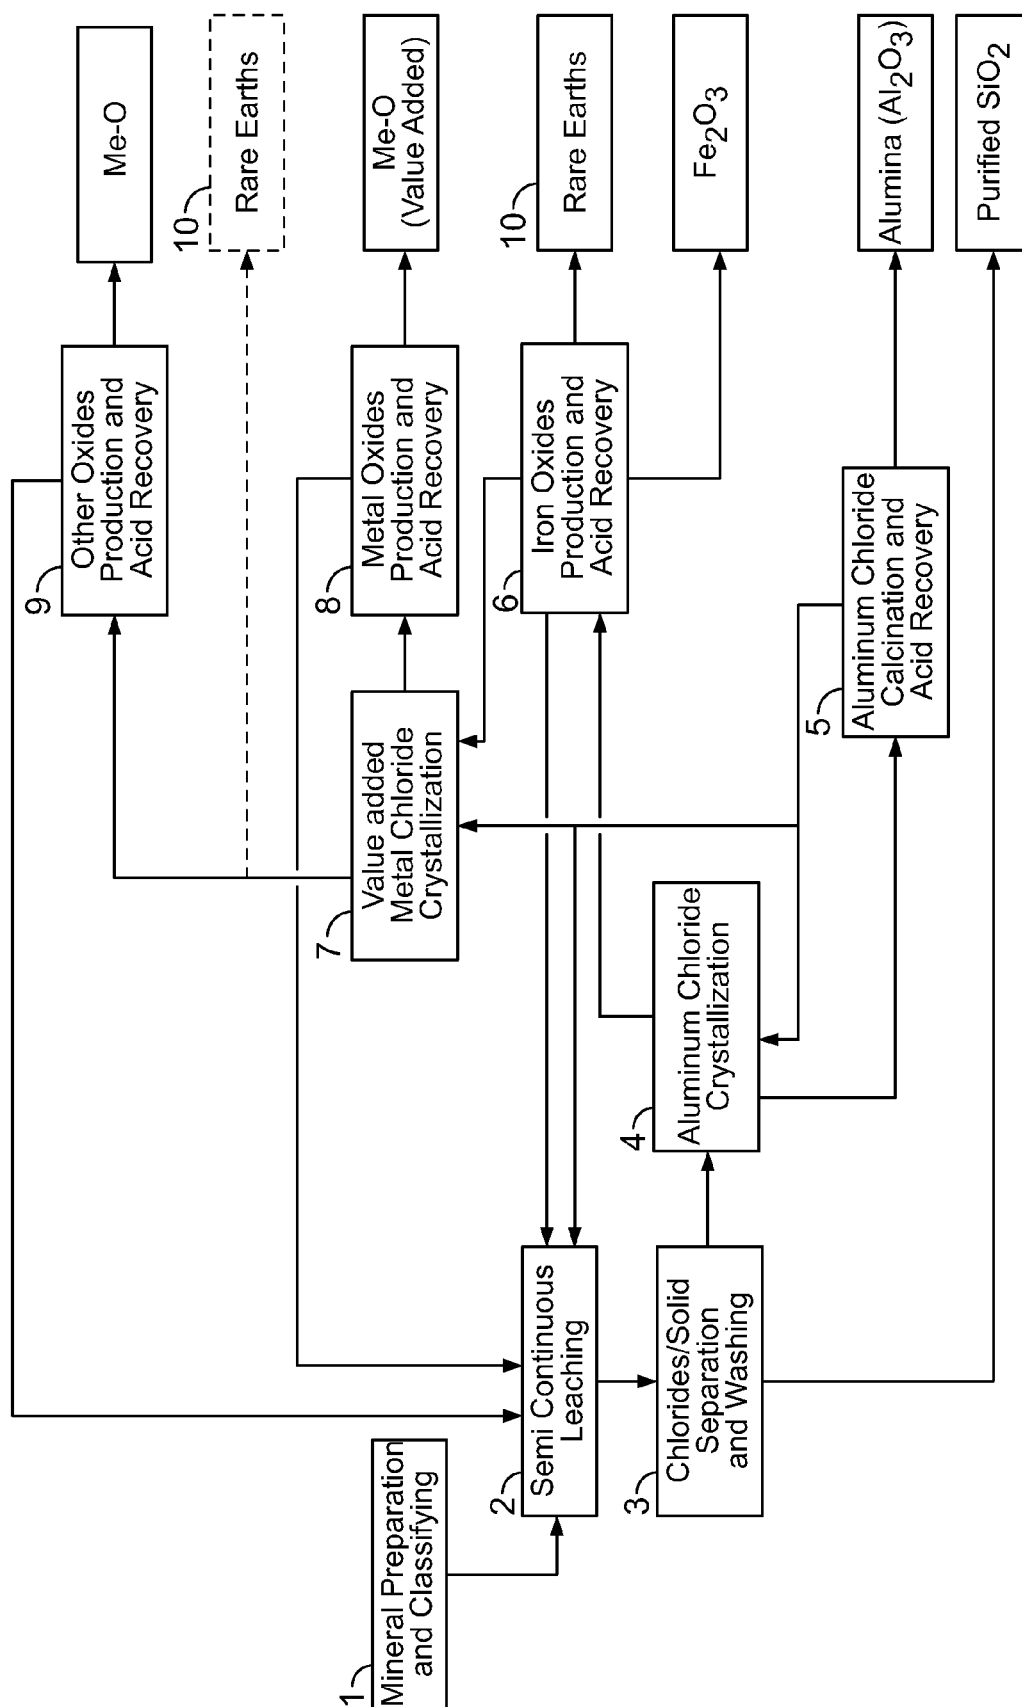 1
Mineral Preparation
and Classifying
2
Semi Continuous
Leaching
3
Chlorides/Solid
Separation
and Washing
4
Aluminum Chloride
Crystallization
5
Aluminum Chloride
Calcination and
Acid Recovery
6
Iron Oxides
Production and
Acid Recovery
7
Value added
Metal Chloride
Crystallization
8
Metal Oxides
Production and
Acid Recovery
9
Other Oxides
Production and
Acid Recovery
Me-O
10
Rare Earths
Me-O
(Value Added)
10
Rare Earths
Fe₂O₃
Alumina (Al₂O₃)
Purified SiO₂